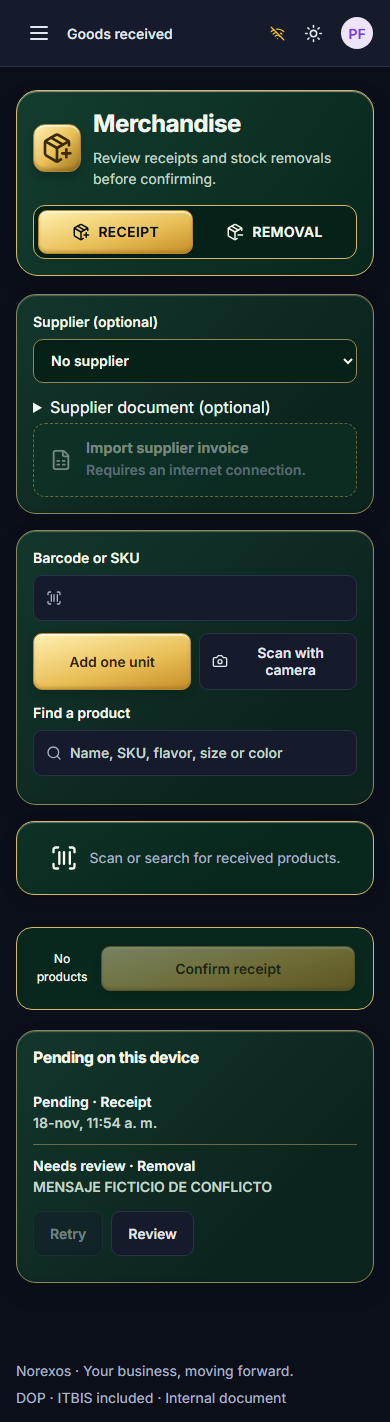 Goods received
PF
Merchandise
Review receipts and stock removals
before confirming.
RECEIPT
REMOVAL
Supplier (optional)
No supplier
Supplier document (optional)
Import supplier invoice
Requires an internet connection.
Barcode or SKU
Add one unit
Scan with
camera
Find a product
Name, SKU, flavor, size or color
Scan or search for received products.
No
products
Confirm receipt
Pending on this device
Pending · Receipt
18-nov, 11:54 a. m.
Needs review · Removal
MENSAJE FICTICIO DE CONFLICTO
Retry
Review
Norexos · Your business, moving forward.
DOP · ITBIS included · Internal document